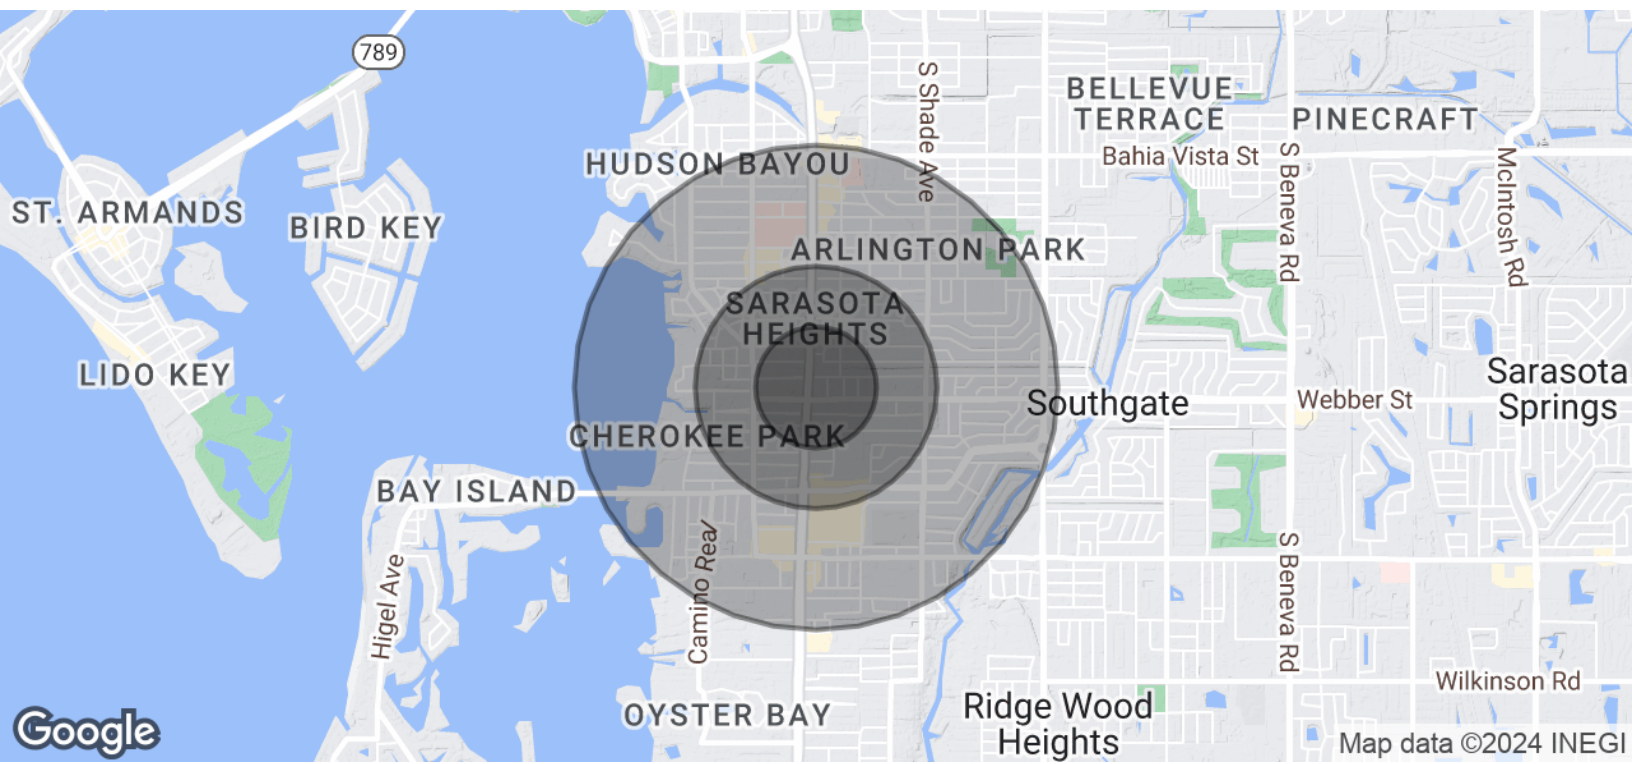 789
S Shade Ave
BELLEVUE
TERRACE
PINECRAFT
Bahia Vista St
HUDSON BAYOU
S Beneva Rd
McIntosh Rd
ST. ARMANDS
BIRD KEY
ARLINGTON PARK
SARASOTA
HEIGHTS
LIDO KEY
Sarasota
Springs
Southgate
Webber St
CHEROKEE PARK
BAY ISLAND
Camino Real
Higel Ave
S Beneva Rd
Wilkinson Rd
OYSTER BAY
Ridge Wood
Heights
Google
Map data ©2024 INEGI